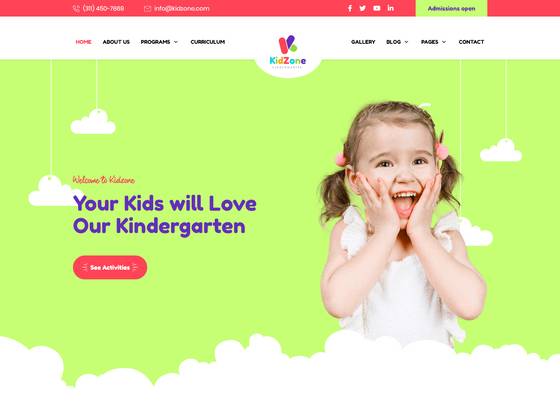 (311) 450-7869 info@kidzone.com Admissions open
HOME ABOUT US PROGRAMS CURRICULUM KidZone GALLERY BLOG PAGES CONTACT
Welcome to Kidzone
Your Kids will Love
Our Kindergarten
See Activities